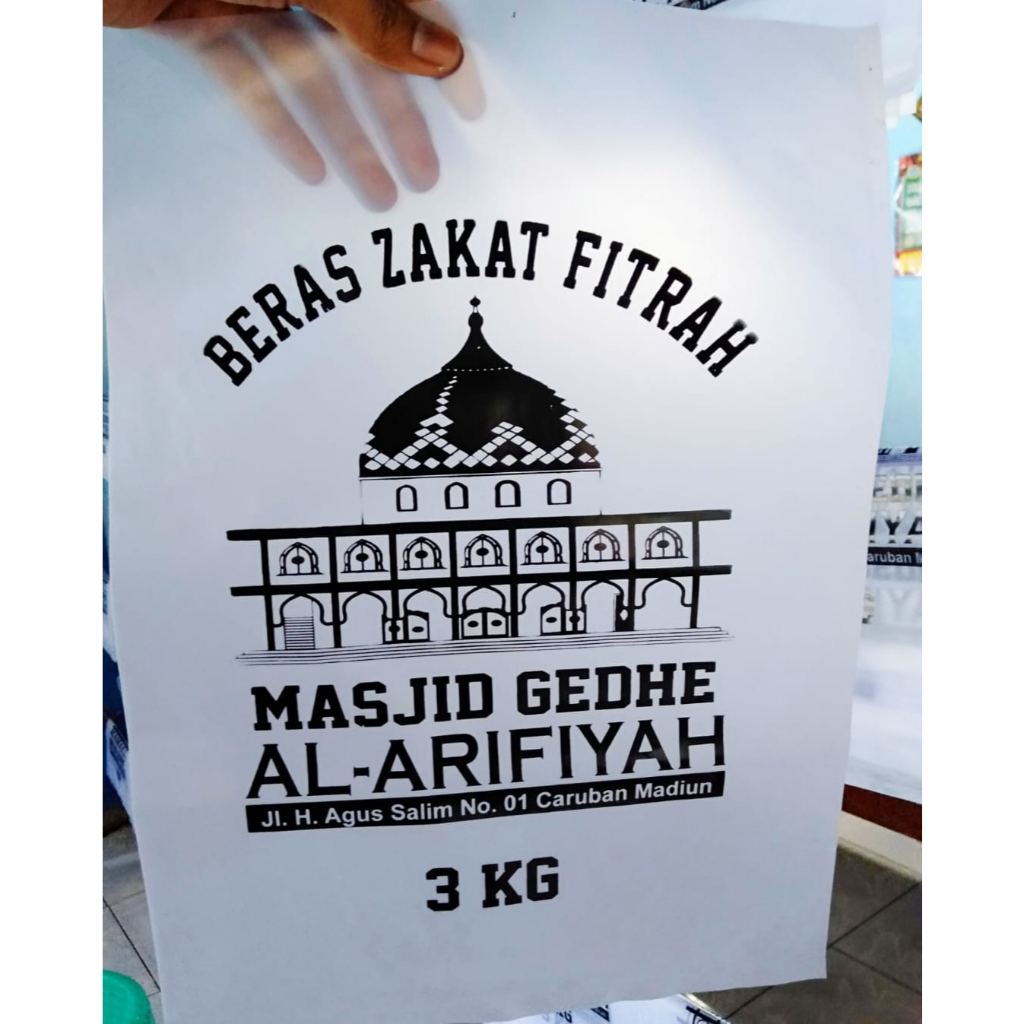 BERAS ZAKAT FITRAH
MASJID GEDHE
AL-ARIFIYAH
Jl. H. Agus Salim No. 01 Caruban Madiun
3 KG